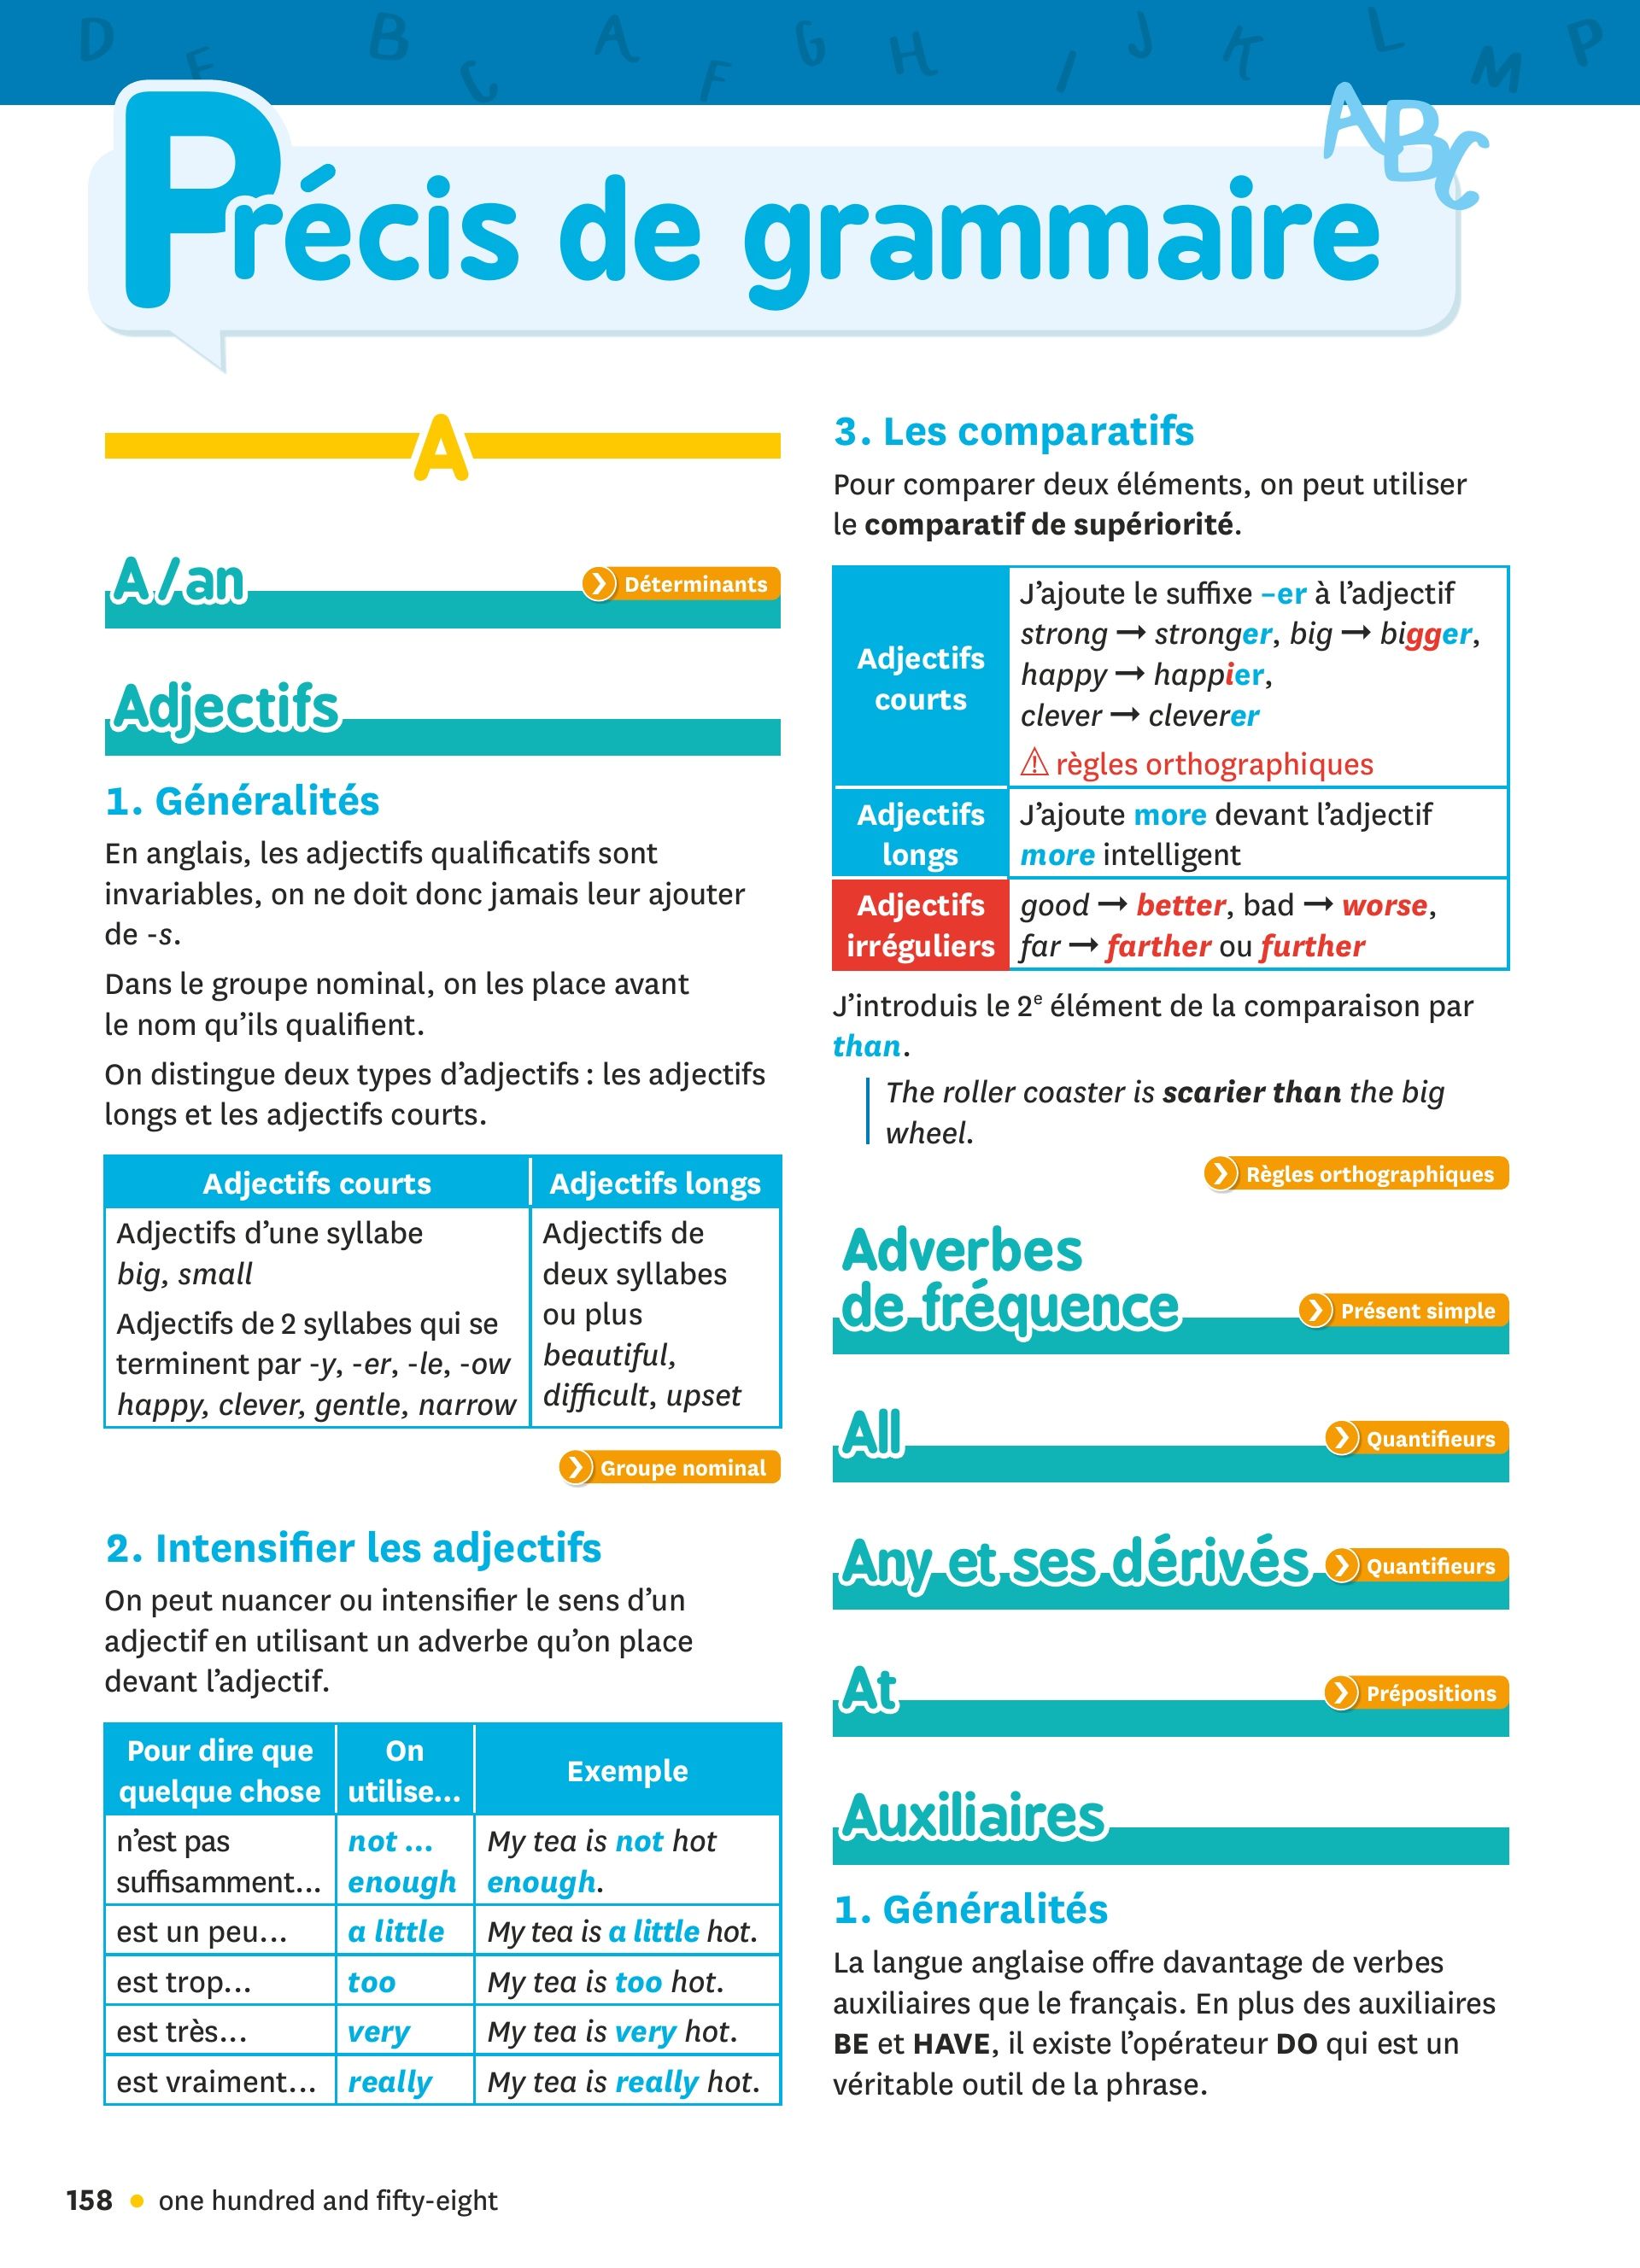 D E B C A F G H I J K L M P
ABC
Précis de grammaire
A
A/an
Déterminants
Adjectifs
1. Généralités
En anglais, les adjectifs qualificatifs sont
invariables, on ne doit donc jamais leur ajouter
de -s.
Dans le groupe nominal, on les place avant
le nom qu’ils qualifient.
On distingue deux types d’adjectifs : les adjectifs
longs et les adjectifs courts.
Adjectifs courts
Adjectifs longs
Adjectifs d’une syllabe
big, small
Adjectifs de 2 syllabes qui se
terminent par -y, -er, -le, -ow
happy, clever, gentle, narrow
Adjectifs de
deux syllabes
ou plus
beautiful,
difficult, upset
Groupe nominal
2. Intensifier les adjectifs
On peut nuancer ou intensifier le sens d’un
adjectif en utilisant un adverbe qu’on place
devant l’adjectif.
Pour dire que
quelque chose
On
utilise...
Exemple
n’est pas
suffisamment...
not ...
enough
My tea is not hot
enough.
est un peu...
a little
My tea is a little hot.
est trop...
too
My tea is too hot.
est très...
very
My tea is very hot.
est vraiment...
really
My tea is really hot.
3. Les comparatifs
Pour comparer deux éléments, on peut utiliser
le comparatif de supériorité.
Adjectifs
courts
J’ajoute le suffixe –er à l’adjectif
strong → stronger, big → bigger,
happy → happier,
clever → cleverer
⚠ règles orthographiques
Adjectifs
longs
J’ajoute more devant l’adjectif
more intelligent
Adjectifs
irréguliers
good → better, bad → worse,
far → farther ou further
J’introduis le 2e élément de la comparaison par
than.
The roller coaster is scarier than the big
wheel.
Règles orthographiques
Adverbes
de fréquence
Présent simple
All
Quantifieurs
Any et ses dérivés
Quantifieurs
At
Prépositions
Auxiliaires
1. Généralités
La langue anglaise offre davantage de verbes
auxiliaires que le français. En plus des auxiliaires
BE et HAVE, il existe l’opérateur DO qui est un
véritable outil de la phrase.
158 • one hundred and fifty-eight